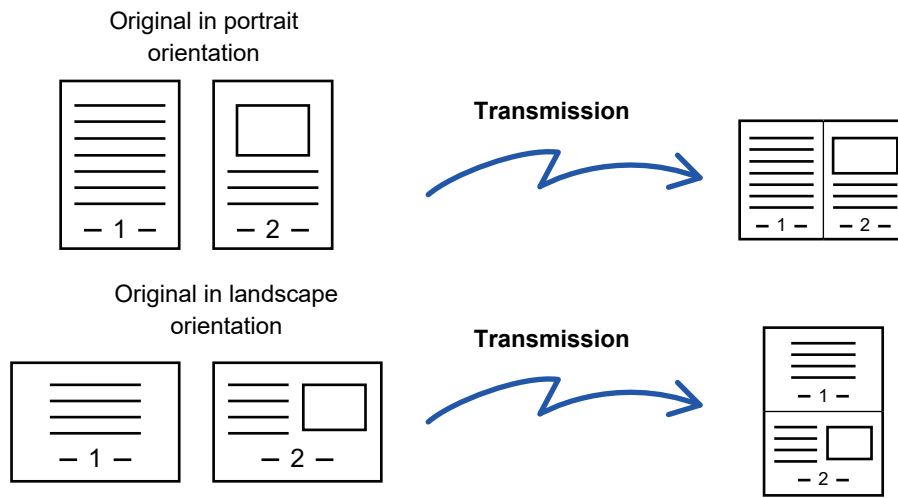 Original in portrait
orientation
Transmission
– 1 –
– 2 –
– 1 –
– 2 –
Original in landscape
orientation
Transmission
– 1 –
– 2 –
– 1 –
– 2 –